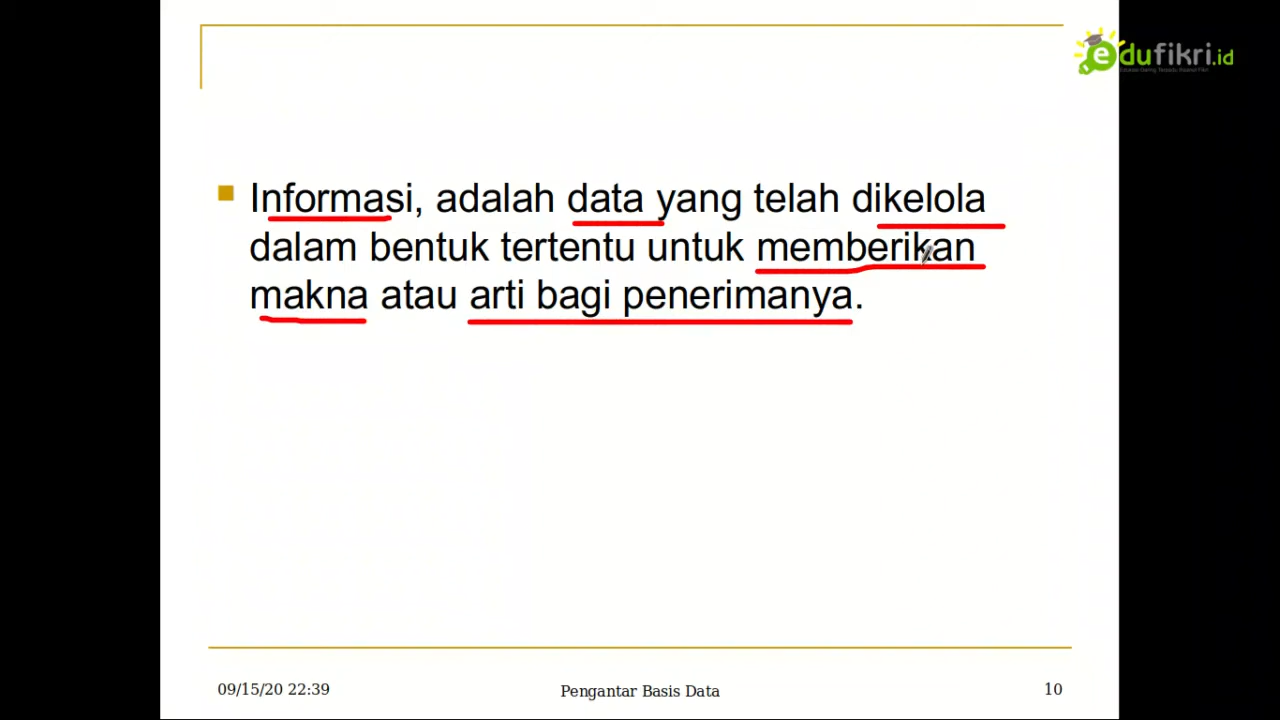 edufikri.id
Informasi, adalah data yang telah dikelola
dalam bentuk tertentu untuk memberikan
makna atau arti bagi penerimanya.
09/15/20 22:39
Pengantar Basis Data
10